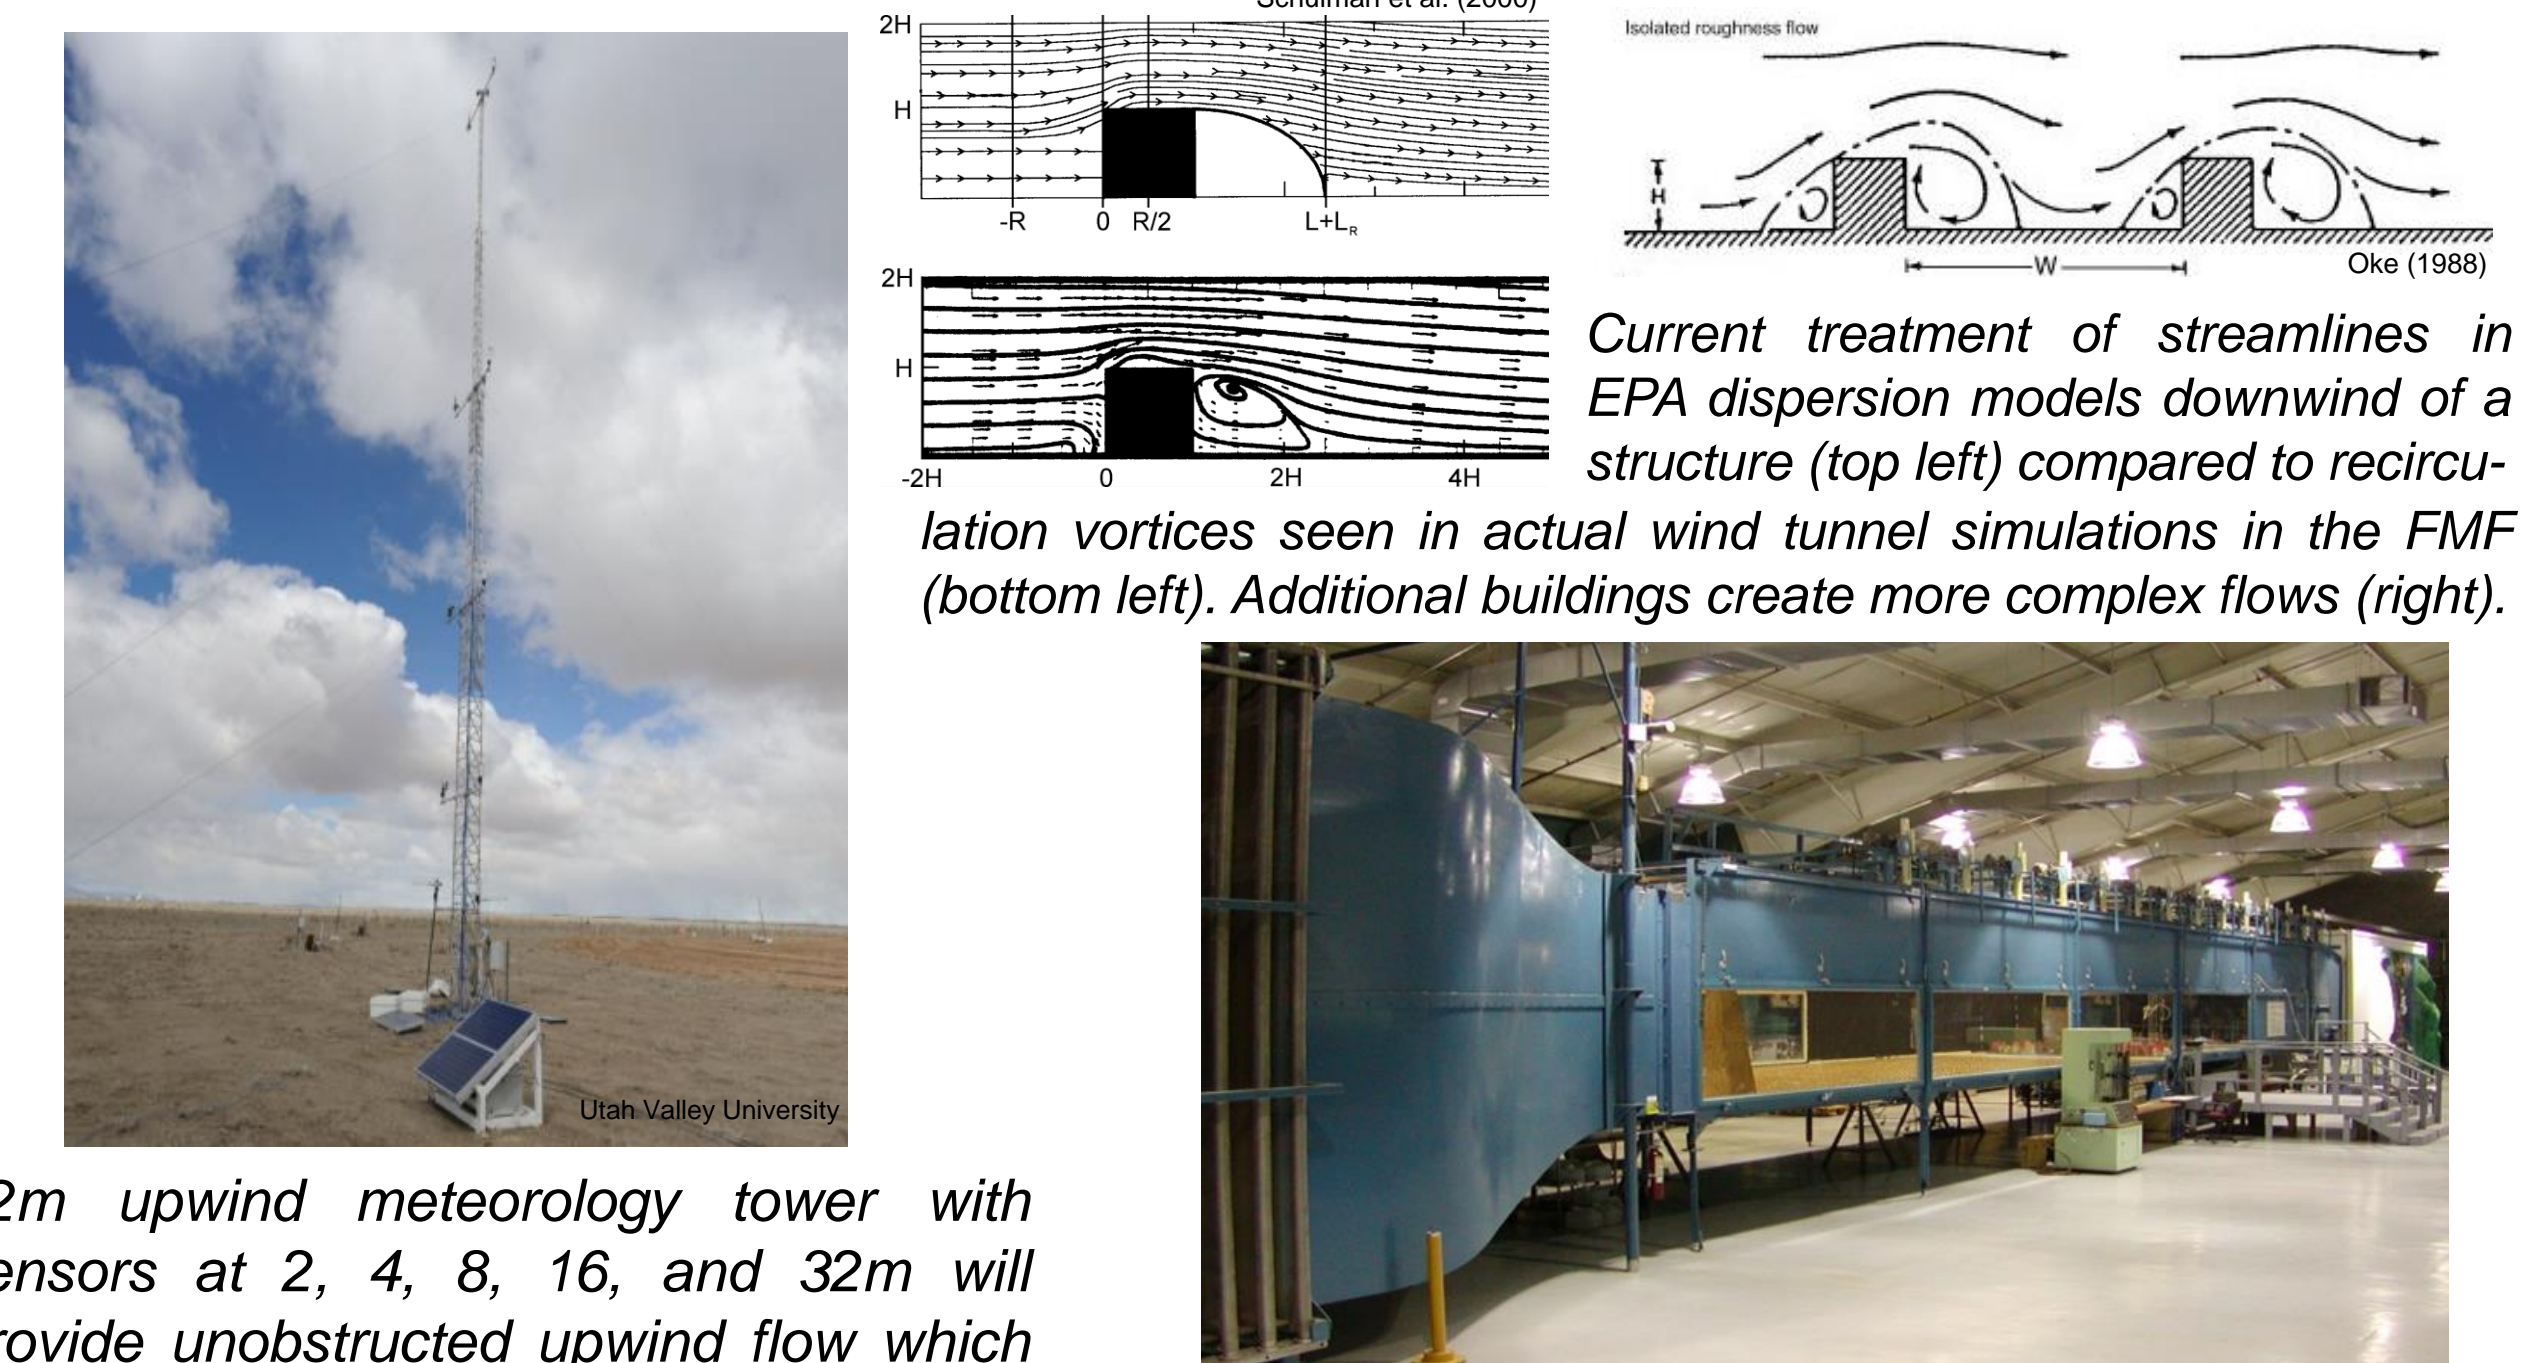 Schulman et al. (2000)
2H
H
-R 0 R/2 L+LR
2H
H
-2H 0 2H 4H
Isolated roughness flow
H
W
Oke (1988)
Current treatment of streamlines in
EPA dispersion models downwind of a
structure (top left) compared to recircu-
lation vortices seen in actual wind tunnel simulations in the FMF
(bottom left). Additional buildings create more complex flows (right).
Utah Valley University
2m upwind meteorology tower with
ensors at 2, 4, 8, 16, and 32m will
rovide unobstructed upwind flow which